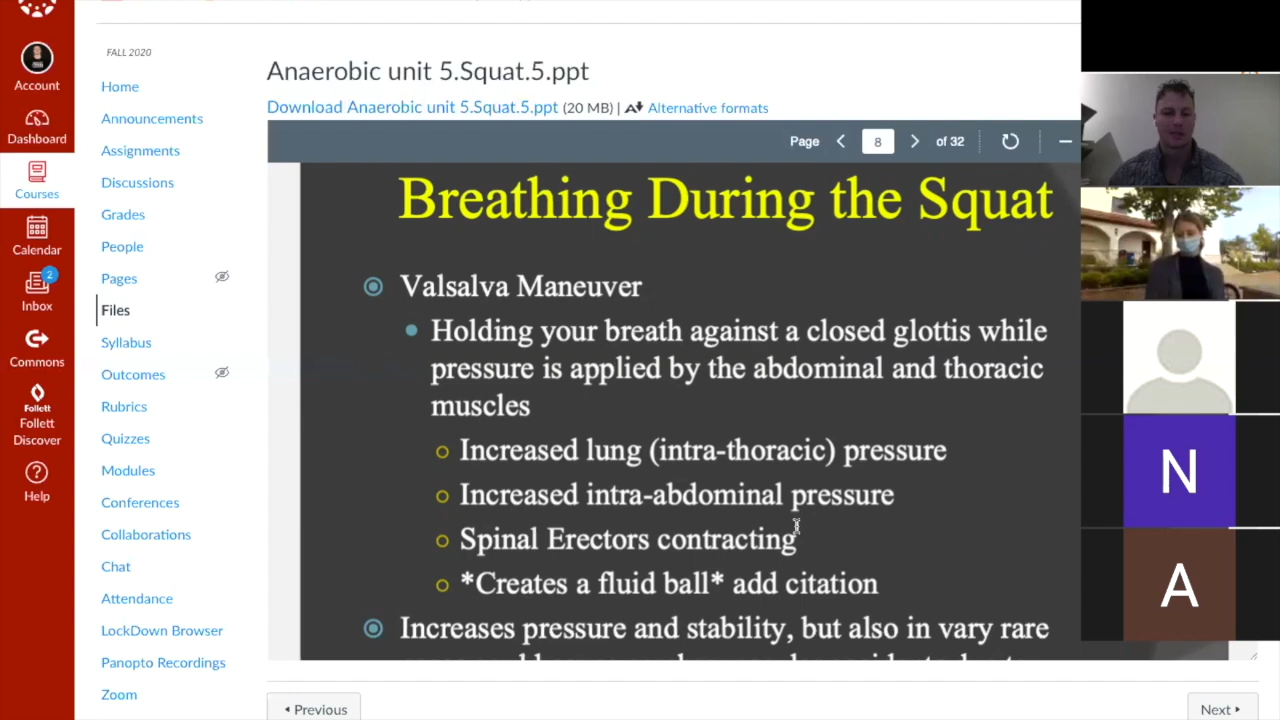 Account
Dashboard
Courses
Calendar
2
Inbox
Commons
Follett
Follett
Discover
Help
FALL 2020
Home
Announcements
Assignments
Discussions
Grades
People
Pages
Files
Syllabus
Outcomes
Rubrics
Quizzes
Modules
Conferences
Collaborations
Chat
Attendance
LockDown Browser
Panopto Recordings
Zoom
Anaerobic unit 5.Squat.5.ppt
Download Anaerobic unit 5.Squat.5.ppt (20 MB) | Alternative formats
Page 8 of 32
Breathing During the Squat
Valsalva Maneuver
Holding your breath against a closed glottis while
pressure is applied by the abdominal and thoracic
muscles
Increased lung (intra-thoracic) pressure
Increased intra-abdominal pressure
Spinal Erectors contracting
*Creates a fluid ball* add citation
Increases pressure and stability, but also in vary rare
Previous
Next
N
A